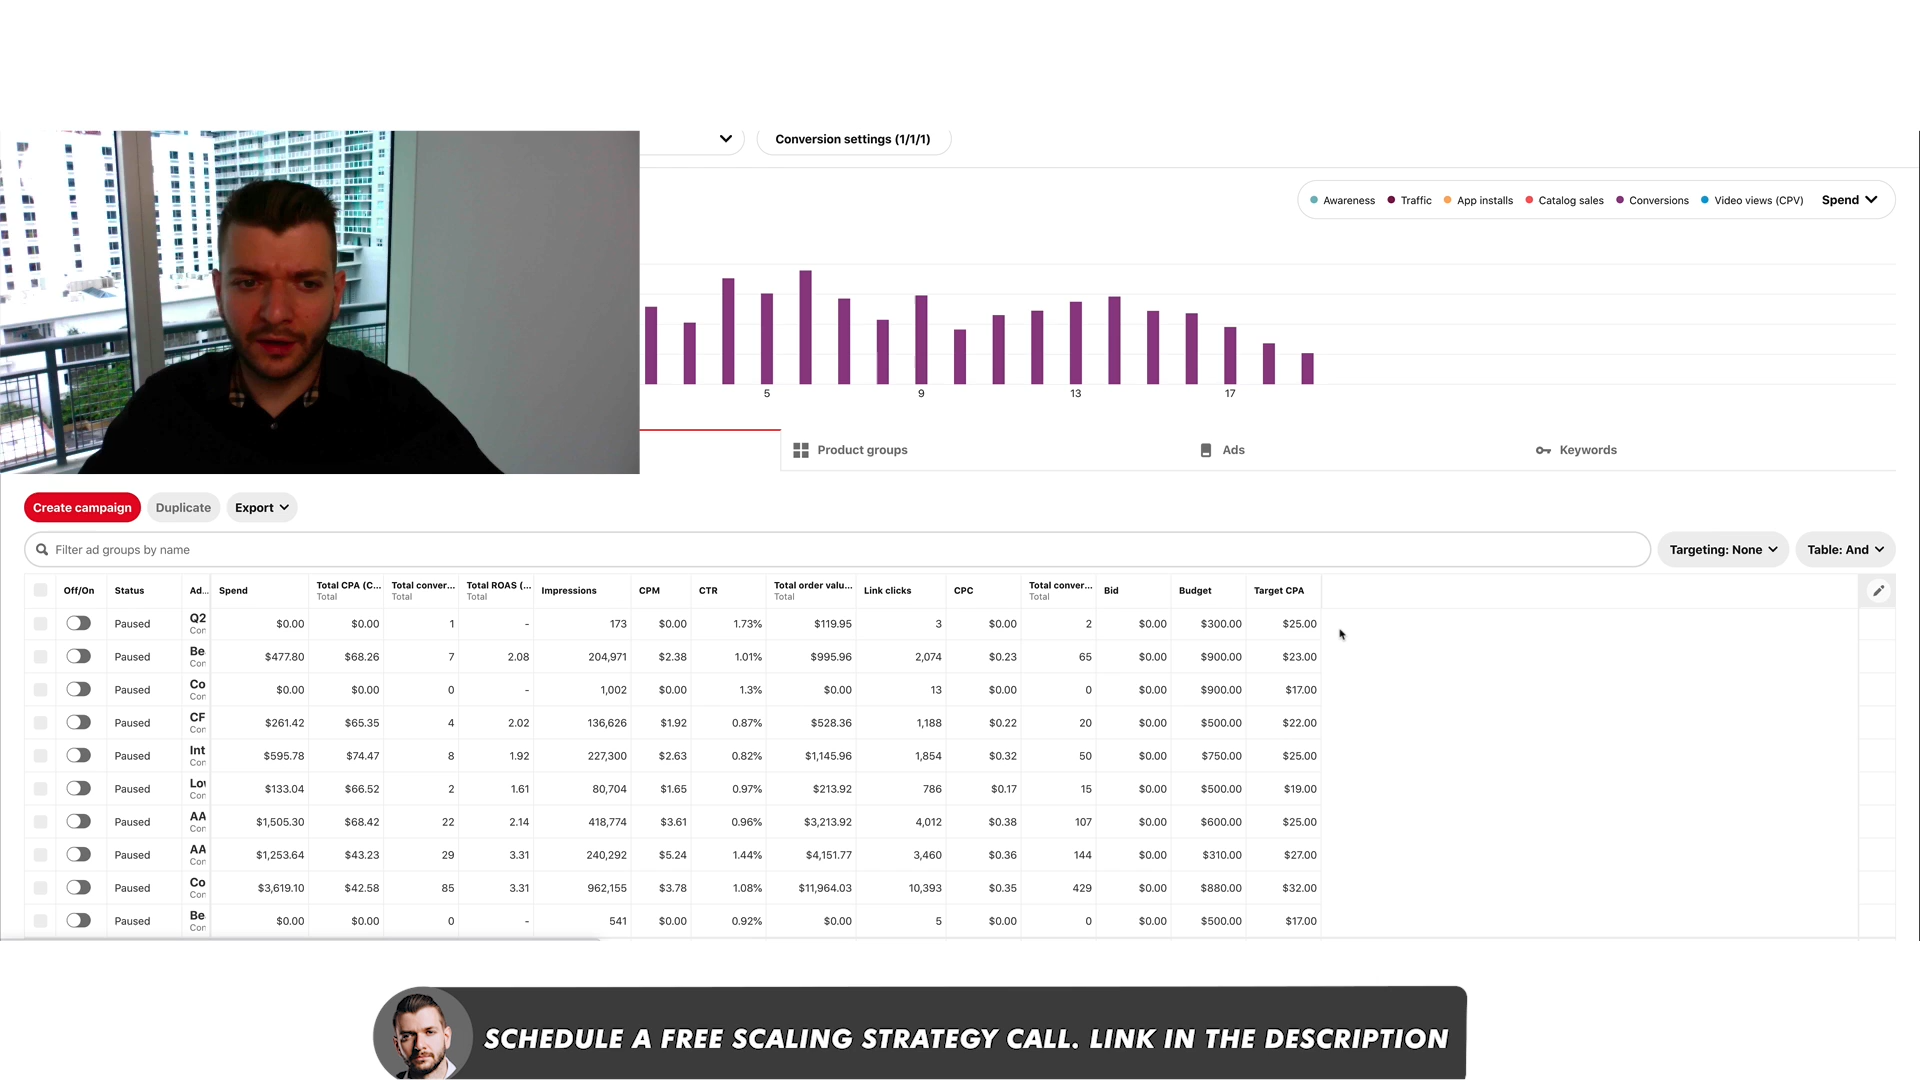 Conversion settings (1/1/1)
Awareness Traffic App installs Catalog sales Conversions Video views (CPV) Spend
5 9 13 17
Product groups Ads Keywords
Create campaign Duplicate Export
Filter ad groups by name Targeting: None Table: And
Off/On Status Ad... Spend Total CPA (C... Total conver... Total ROAS (... Impressions CPM CTR Total order valu... Link clicks CPC Total conver... Bid Budget Target CPA
Total Total Total Total Total
Paused Q2 $0.00 $0.00 1 - 173 $0.00 1.73% $119.95 3 $0.00 2 $0.00 $300.00 $25.00
Con
Paused Be $477.80 $68.26 7 2.08 204,971 $2.38 1.01% $995.96 2,074 $0.23 65 $0.00 $900.00 $23.00
Con
Paused Co $0.00 $0.00 0 - 1,002 $0.00 1.3% $0.00 13 $0.00 0 $0.00 $900.00 $17.00
Con
Paused CF $261.42 $65.35 4 2.02 136,626 $1.92 0.87% $528.36 1,188 $0.22 20 $0.00 $500.00 $22.00
Con
Paused Int $595.78 $74.47 8 1.92 227,300 $2.63 0.82% $1,145.96 1,854 $0.32 50 $0.00 $750.00 $25.00
Con
Paused Lo $133.04 $66.52 2 1.61 80,704 $1.65 0.97% $213.92 786 $0.17 15 $0.00 $500.00 $19.00
Con
Paused AA $1,505.30 $68.42 22 2.14 418,774 $3.61 0.96% $3,213.92 4,012 $0.38 107 $0.00 $600.00 $25.00
Con
Paused AA $1,253.64 $43.23 29 3.31 240,292 $5.24 1.44% $4,151.77 3,460 $0.36 144 $0.00 $310.00 $27.00
Con
Paused Co $3,619.10 $42.58 85 3.31 962,155 $3.78 1.08% $11,964.03 10,393 $0.35 429 $0.00 $880.00 $32.00
Con
Paused Be $0.00 $0.00 0 - 541 $0.00 0.92% $0.00 5 $0.00 0 $0.00 $500.00 $17.00
Con
SCHEDULE A FREE SCALING STRATEGY CALL. LINK IN THE DESCRIPTION